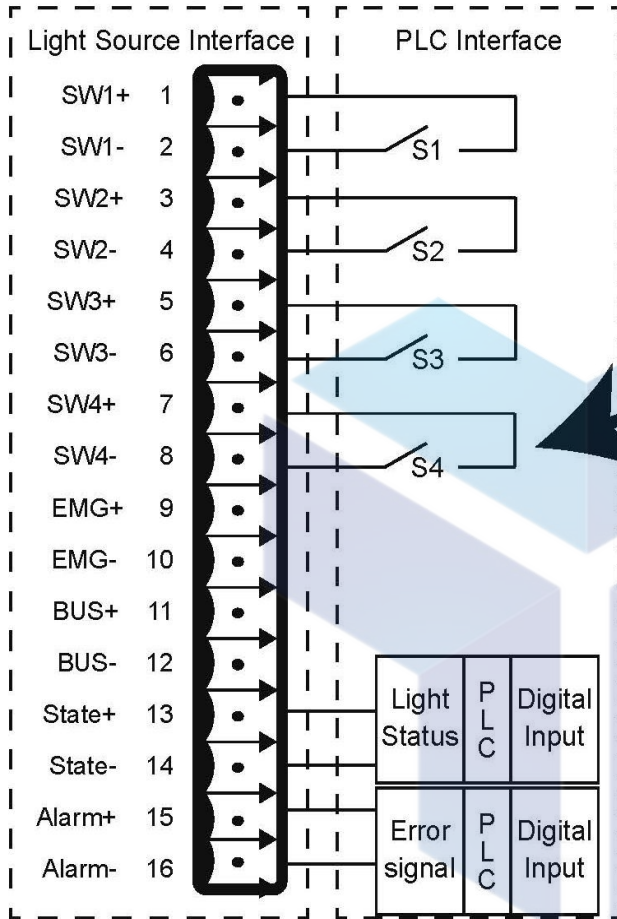 Light Source Interface
PLC Interface
SW1+ 1
SW1- 2
S1
SW2+ 3
SW2- 4
S2
SW3+ 5
SW3- 6
S3
SW4+ 7
SW4- 8
S4
EMG+ 9
EMG- 10
BUS+ 11
BUS- 12
State+ 13
State- 14
Light
Status
PLC
Digital
Input
Alarm+ 15
Alarm- 16
Error
signal
PLC
Digital
Input